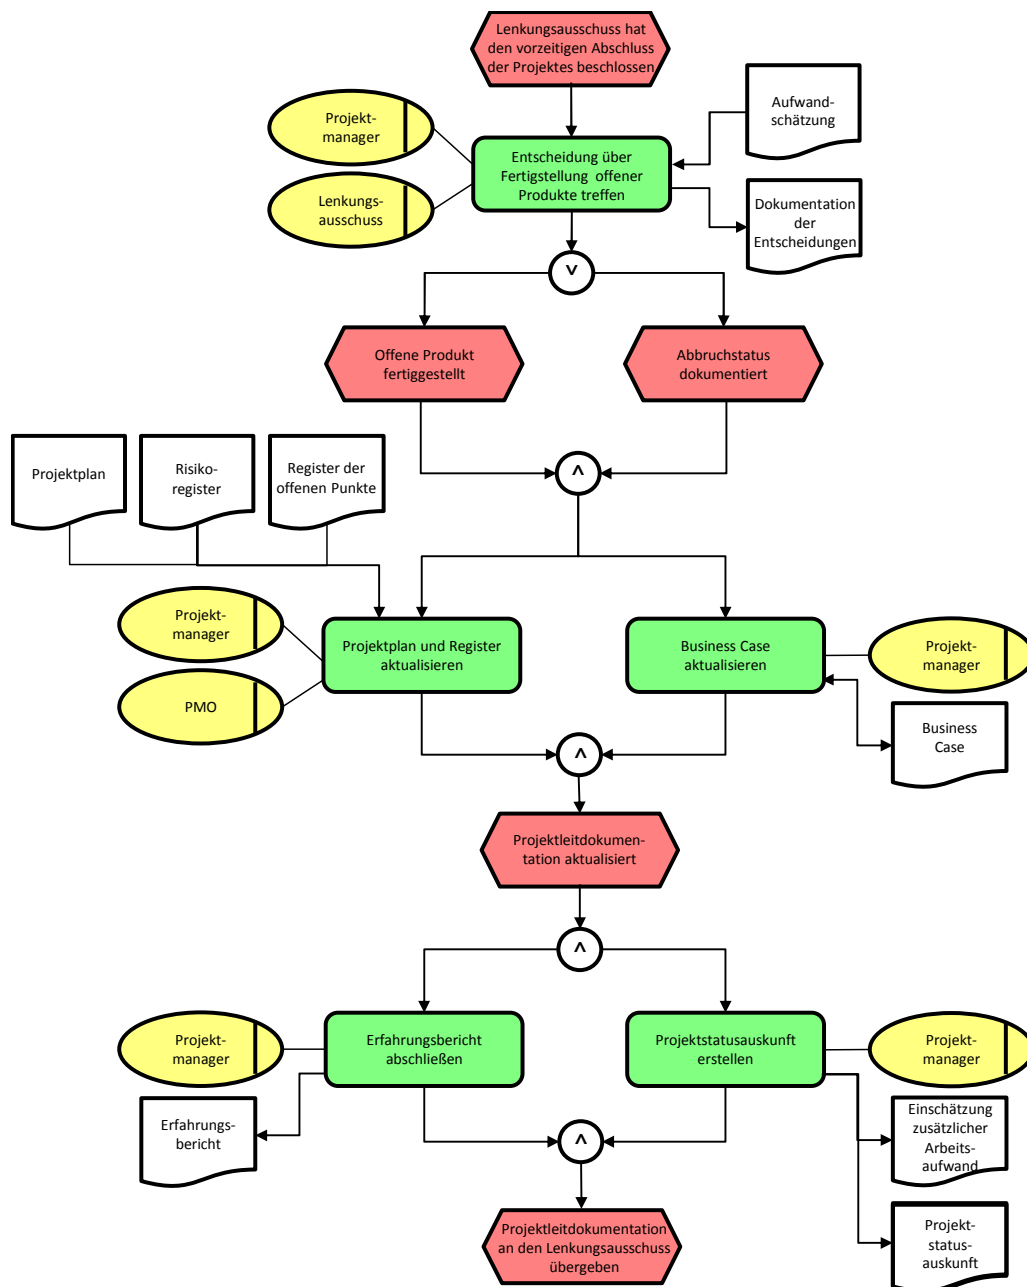 Lenkungsausschuss hat
den vorzeitigen Abschluss
der Projektes beschlossen
Projekt-
manager
Aufwand-
schätzung
Entscheidung über
Fertigstellung offener
Produkte treffen
Lenkungs-
ausschuss
Dokumentation
der
Entscheidungen
v
Offene Produkt
fertiggestellt
Abbruchstatus
dokumentiert
Projektplan
Risiko-
register
Register der
offenen Punkte
^
Projekt-
manager
Projektplan und Register
aktualisieren
Business Case
aktualisieren
Projekt-
manager
PMO
Business
Case
^
Projektleitdokumen-
tation aktualisiert
^
Projekt-
manager
Erfahrungsbericht
abschließen
Projektstatusauskunft
erstellen
Projekt-
manager
Erfahrungs-
bericht
Einschätzung
zusätzlicher
Arbeits-
aufwand
^
Projektleitdokumentation
an den Lenkungsausschuss
übergeben
Projekt-
status-
auskunft